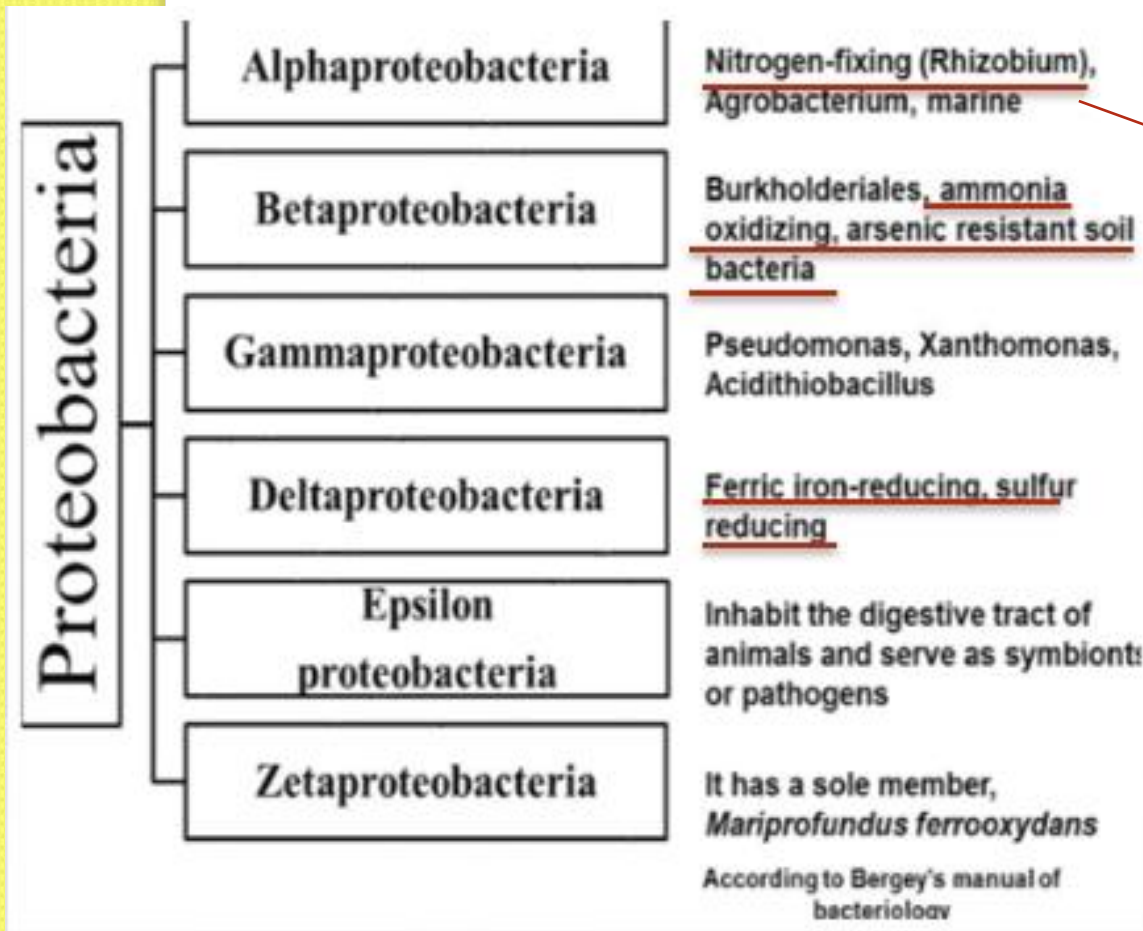 Proteobacteria
Alphaproteobacteria
Nitrogen-fixing (Rhizobium),
Agrobacterium, marine
Betaproteobacteria
Burkholderiales, ammonia
oxidizing, arsenic resistant soil
bacteria
Gammaproteobacteria
Pseudomonas, Xanthomonas,
Acidithiobacillus
Deltaproteobacteria
Ferric iron-reducing, sulfur
reducing
Epsilon
proteobacteria
Inhabit the digestive tract of
animals and serve as symbionts
or pathogens
Zetaproteobacteria
It has a sole member,
Mariprofundus ferrooxydans
According to Bergey's manual of
bacteriology